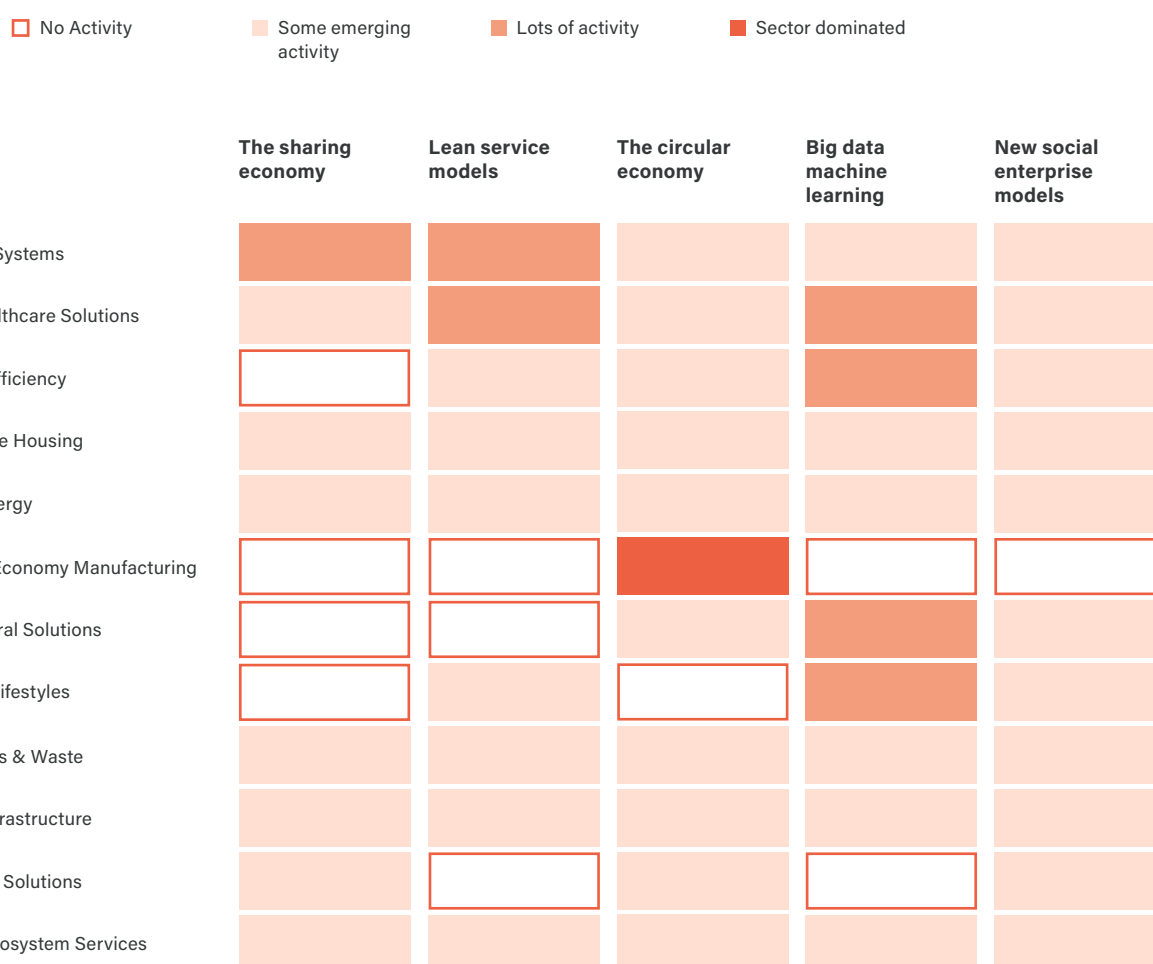 No Activity
Some emerging
activity
Lots of activity
Sector dominated
The sharing
economy
Lean service
models
The circular
economy
Big data
machine
learning
New social
enterprise
models
Systems
lthcare Solutions
fficiency
e Housing
ergy
Economy Manufacturing
ral Solutions
ifestyles
s & Waste
rastructure
Solutions
osystem Services